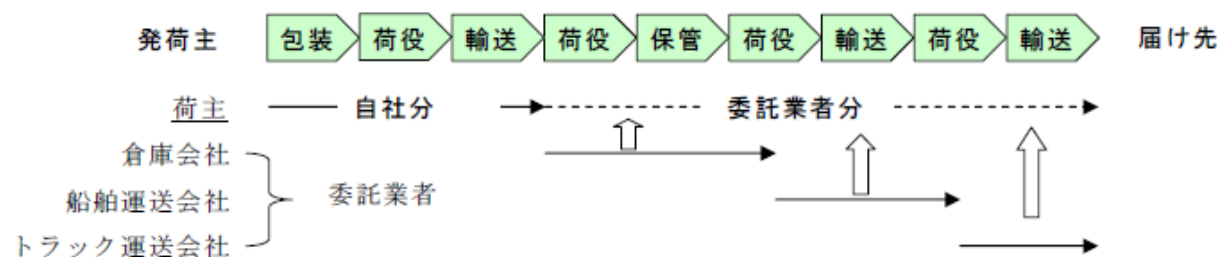 発荷主 包装 荷役 輸送 荷役 保管 荷役 輸送 荷役 輸送 届け先
荷主 自社分 委託業者分
倉庫会社
船舶運送会社 委託業者
トラック運送会社